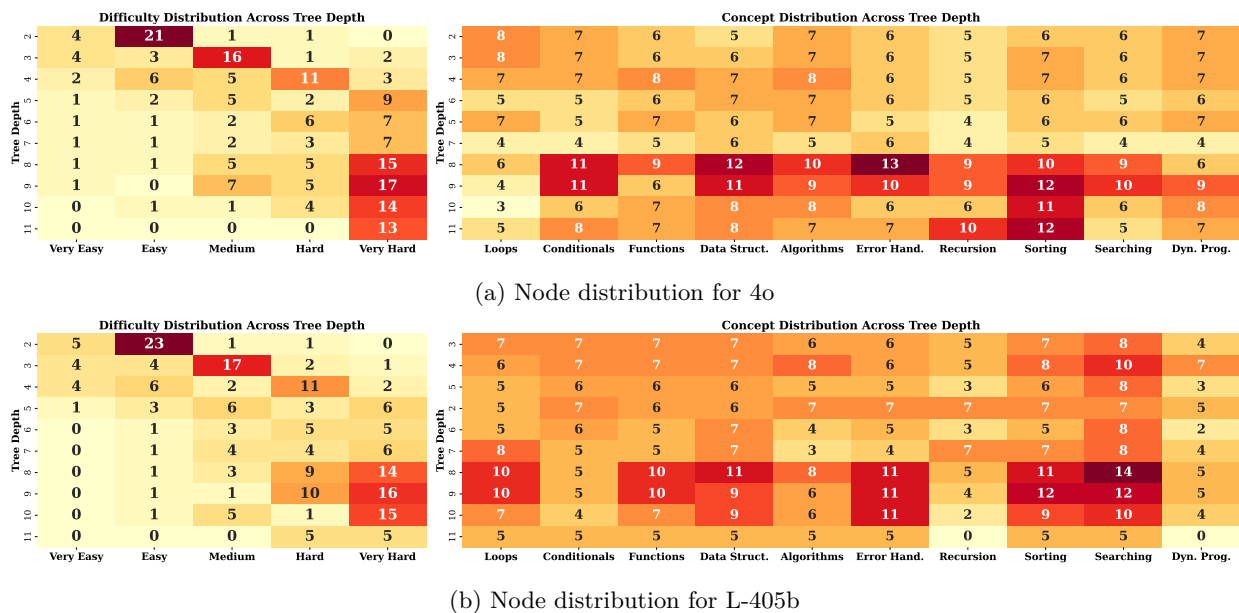 Difficulty Distribution Across Tree Depth
Tree Depth
2 4 21 1 1 0
3 4 3 16 1 2
4 2 6 5 11 3
5 1 2 5 2 9
6 1 1 2 6 7
7 1 1 2 3 7
8 1 1 5 5 15
9 1 0 7 5 17
10 0 1 1 4 14
11 0 0 0 0 13
Very Easy Easy Medium Hard Very Hard
Concept Distribution Across Tree Depth
2 8 7 6 5 7 6 5 6 6 7
3 8 7 6 6 7 6 5 7 6 7
4 7 7 8 7 8 6 5 7 6 7
5 5 5 6 7 7 6 5 6 5 6
6 7 5 7 6 7 5 4 6 6 7
7 4 4 5 6 5 6 4 5 4 4
8 6 11 9 12 10 13 9 10 9 6
9 4 11 6 11 9 10 9 12 10 9
10 3 6 7 8 8 6 6 11 6 8
11 5 8 7 8 7 7 10 12 5 7
Loops Conditionals Functions Data Struct. Algorithms Error Hand. Recursion Sorting Searching Dyn. Prog.
(a) Node distribution for 4o
Difficulty Distribution Across Tree Depth
Tree Depth
2 5 23 1 1 0
3 4 4 17 2 1
4 4 6 2 11 2
5 1 3 6 3 6
6 0 1 3 5 5
7 0 1 4 4 6
8 0 1 3 9 14
9 0 1 1 10 16
10 0 1 5 1 15
11 0 0 0 5 5
Very Easy Easy Medium Hard Very Hard
Concept Distribution Across Tree Depth
Tree Depth
3 7 7 7 7 6 6 5 7 8 4
4 6 7 7 7 8 6 5 8 10 7
5 5 6 6 6 5 5 3 6 8 3
2 5 7 6 6 7 7 7 7 7 5
6 5 6 5 7 4 5 3 5 8 2
7 8 5 5 7 3 4 7 7 8 4
8 10 5 10 11 8 11 5 11 14 5
9 10 5 10 9 6 11 4 12 12 5
10 7 4 7 9 6 11 2 9 10 4
11 5 5 5 5 5 5 0 5 5 0
Loops Conditionals Functions Data Struct. Algorithms Error Hand. Recursion Sorting Searching Dyn. Prog.
(b) Node distribution for L-405b